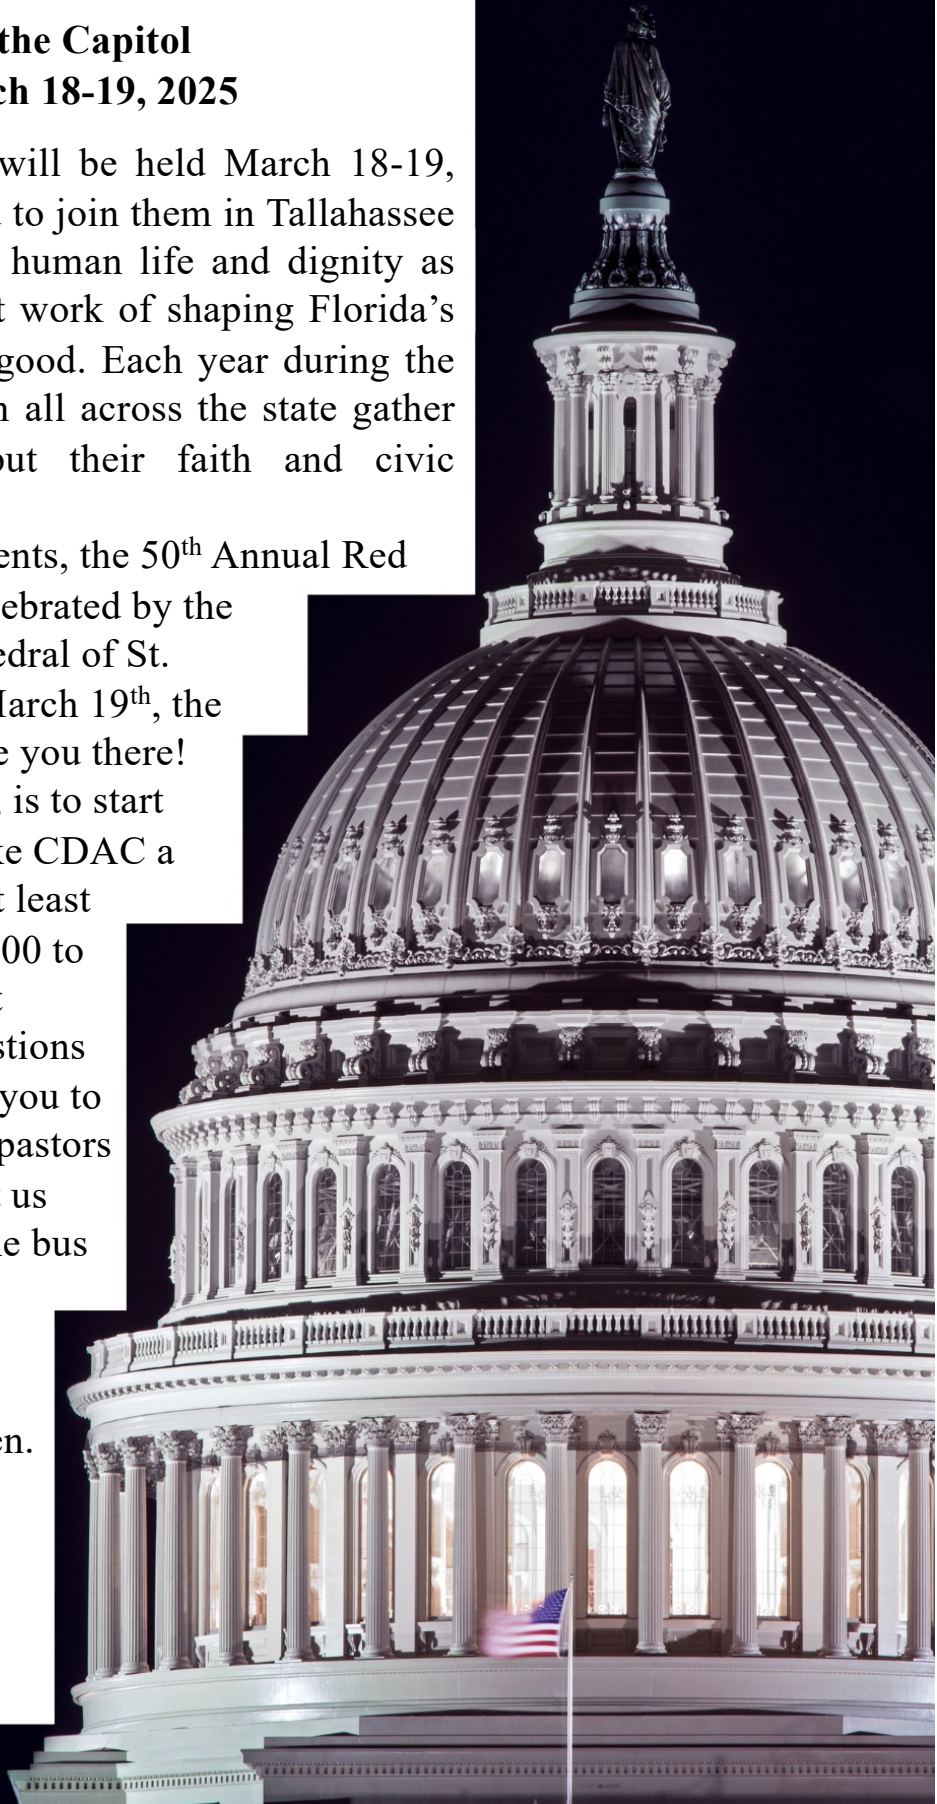 the Capitol
ch 18-19, 2025
will be held March 18-19,
to join them in Tallahassee
human life and dignity as
t work of shaping Florida’s
good. Each year during the
n all across the state gather
out their faith and civic
ents, the 50th Annual Red
ebrated by the
edral of St.
March 19th, the
e you there!
is to start
ke CDAC a
t least
00 to
t
stions
you to
pastors
us
e bus
en.